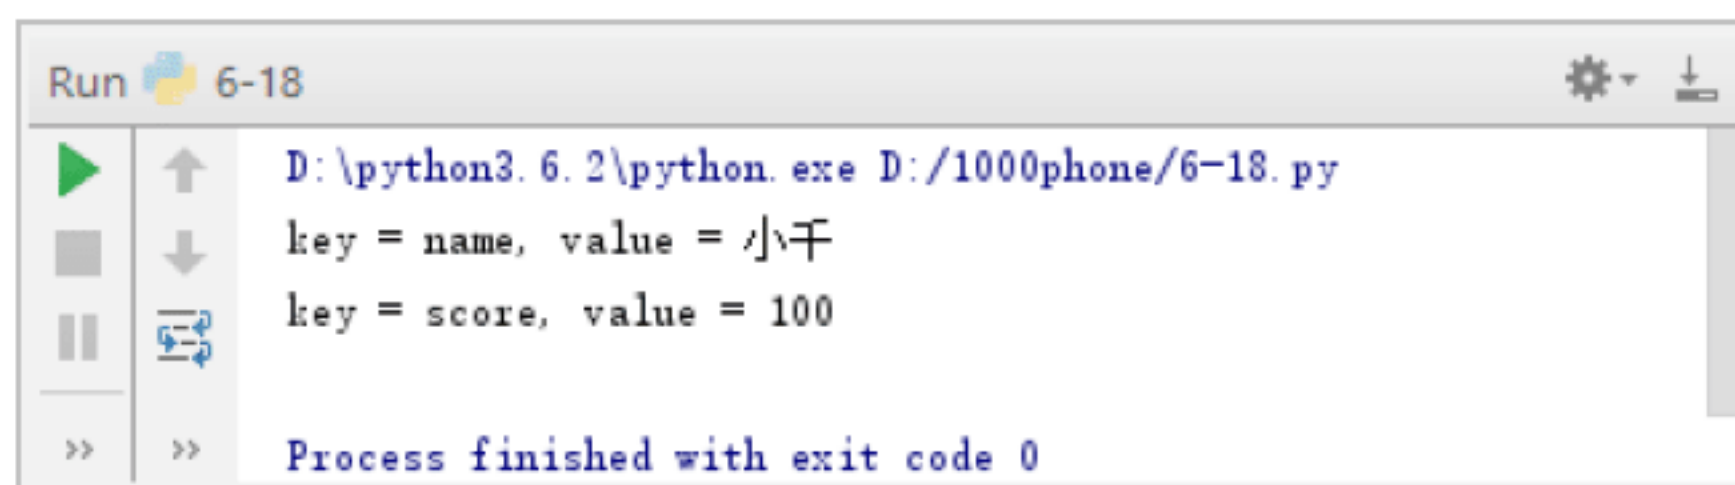 Run 6-18
D:\python3.6.2\python.exe D:/1000phone/6-18.py
key = name, value = 小千
key = score, value = 100
Process finished with exit code 0